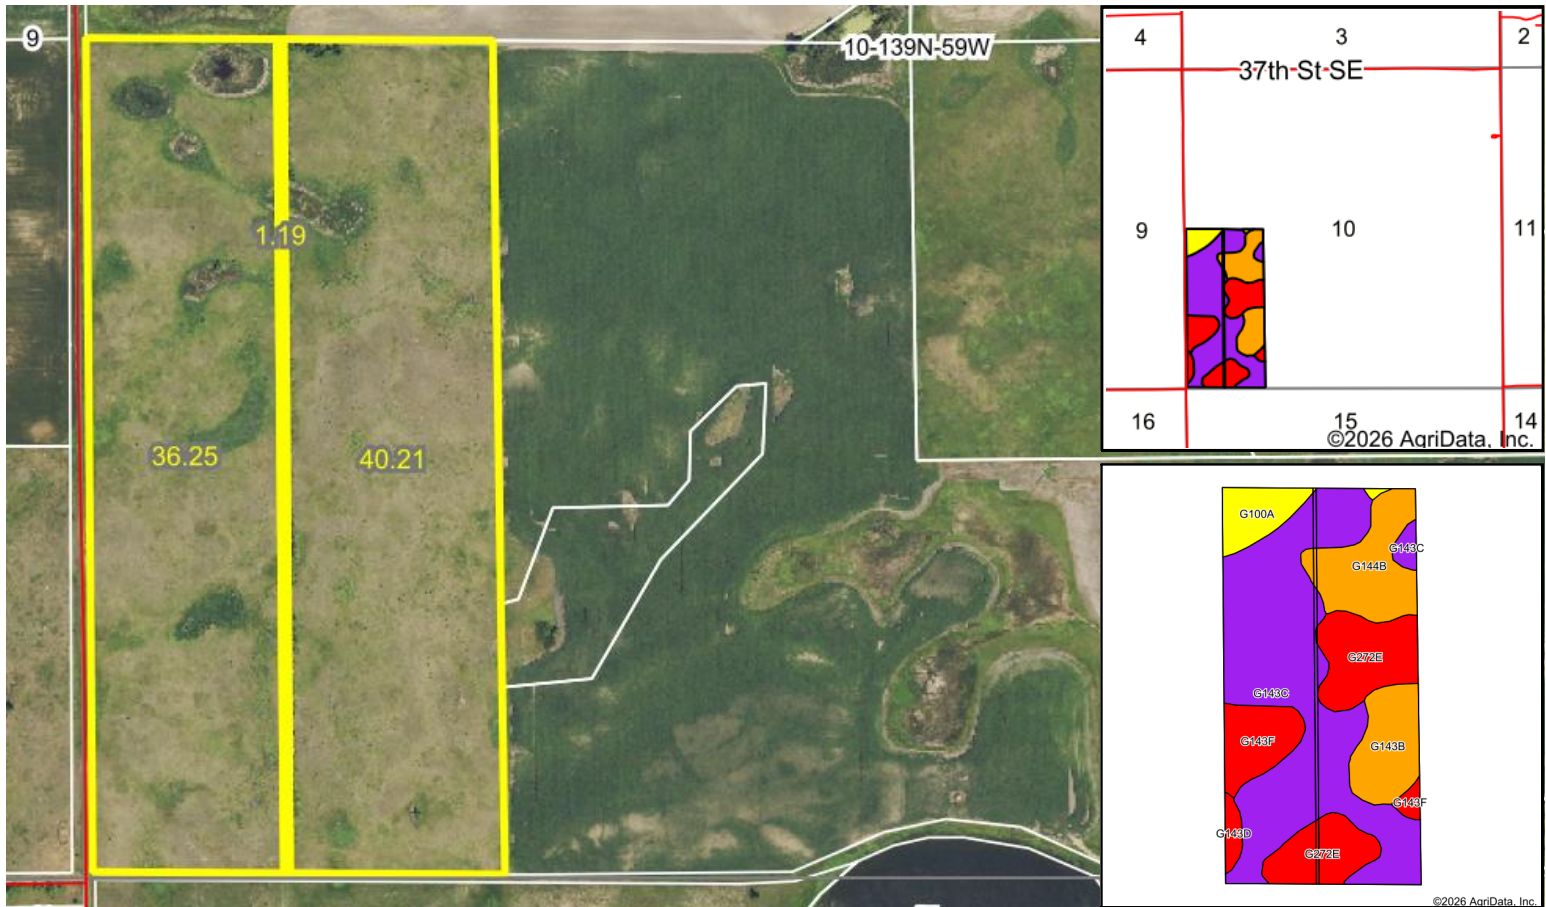 9
10-139N-59W
1.19
36.25
40.21
4
3
2
37th St SE
9
10
11
16
15
14
©2026 AgriData, Inc.
G100A
G143C
G144B
G272E
G143C
G143F
G143B
G143F
G143D
G272E
©2026 AgriData, Inc.